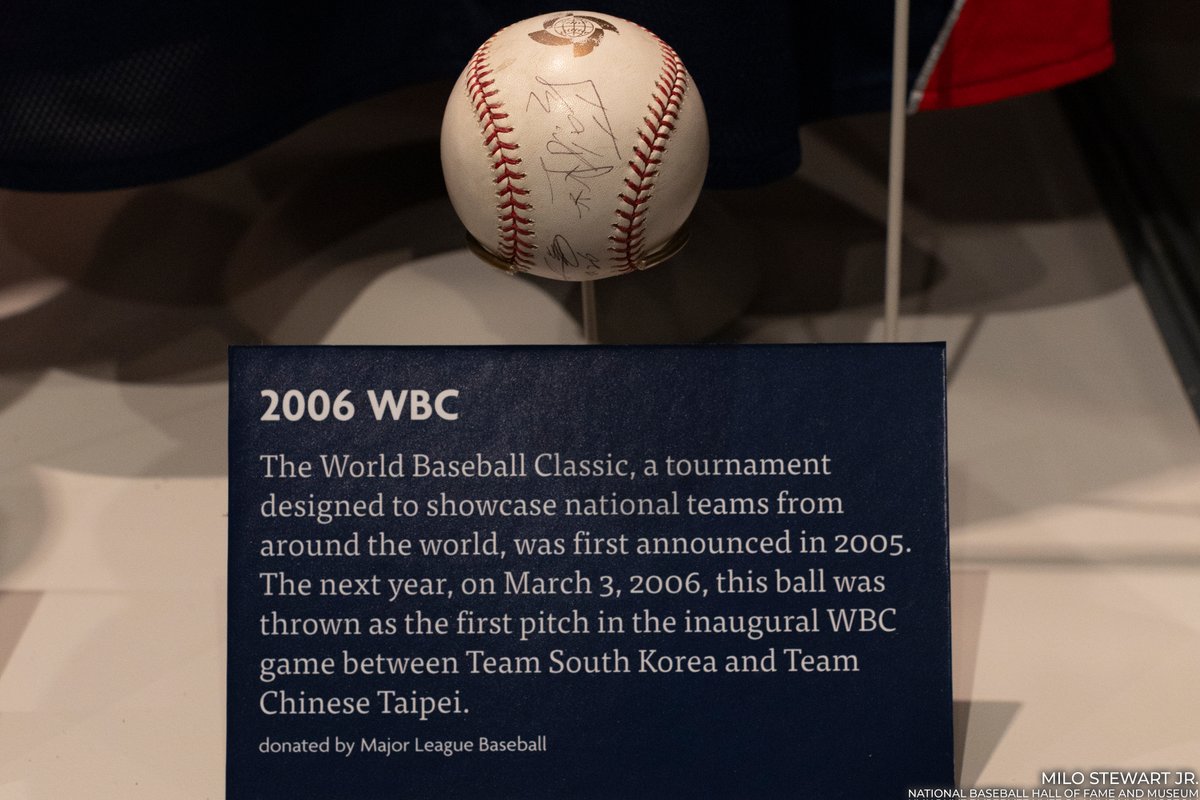 2006 WBC
The World Baseball Classic, a tournament
designed to showcase national teams from
around the world, was first announced in 2005.
The next year, on March 3, 2006, this ball was
thrown as the first pitch in the inaugural WBC
game between Team South Korea and Team
Chinese Taipei.
donated by Major League Baseball
MILO STEWART JR.
NATIONAL BASEBALL HALL OF FAME AND MUSEUM